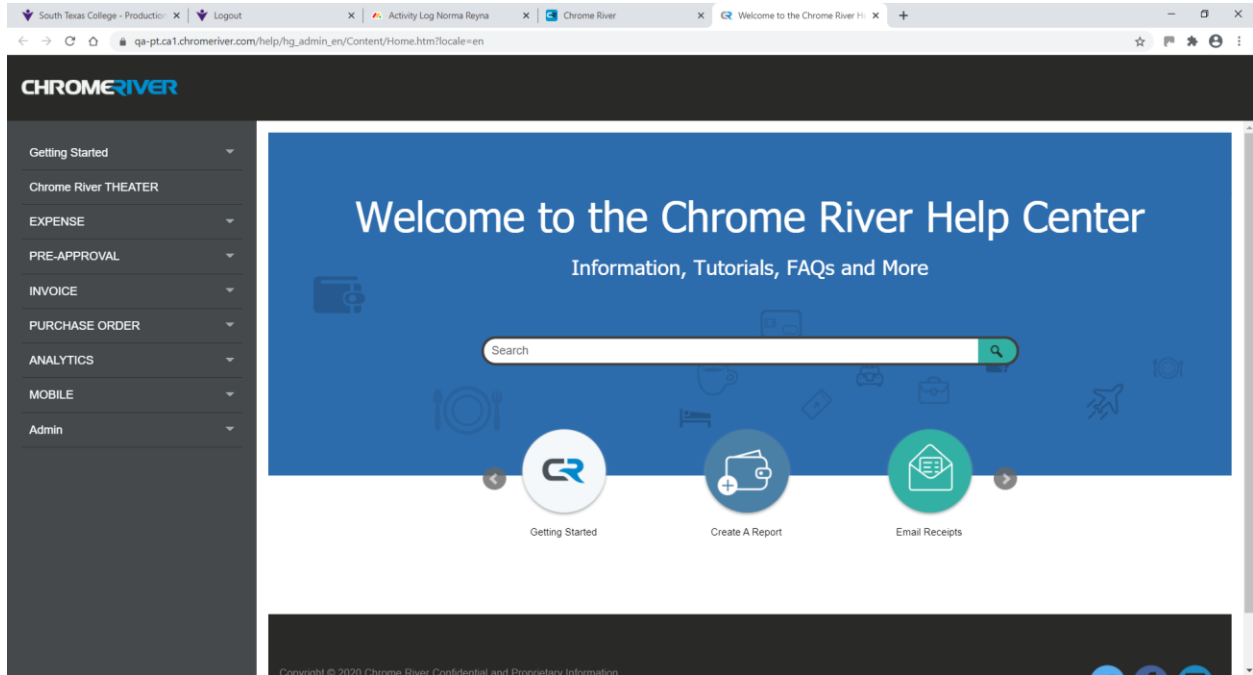 South Texas College - Production
Logout
Activity Log Norma Reyna
Chrome River
Welcome to the Chrome River H
qa-pt.ca1.chromeriver.com/help/hg_admin_en/Content/Home.htm?locale=en
CHROMERIVER
Getting Started
Chrome River THEATER
EXPENSE
PRE-APPROVAL
INVOICE
PURCHASE ORDER
ANALYTICS
MOBILE
Admin
Welcome to the Chrome River Help Center
Information, Tutorials, FAQs and More
Search
CR
Getting Started
Create A Report
Email Receipts
Copyright © 2020 Chrome River Confidential and Proprietary Information